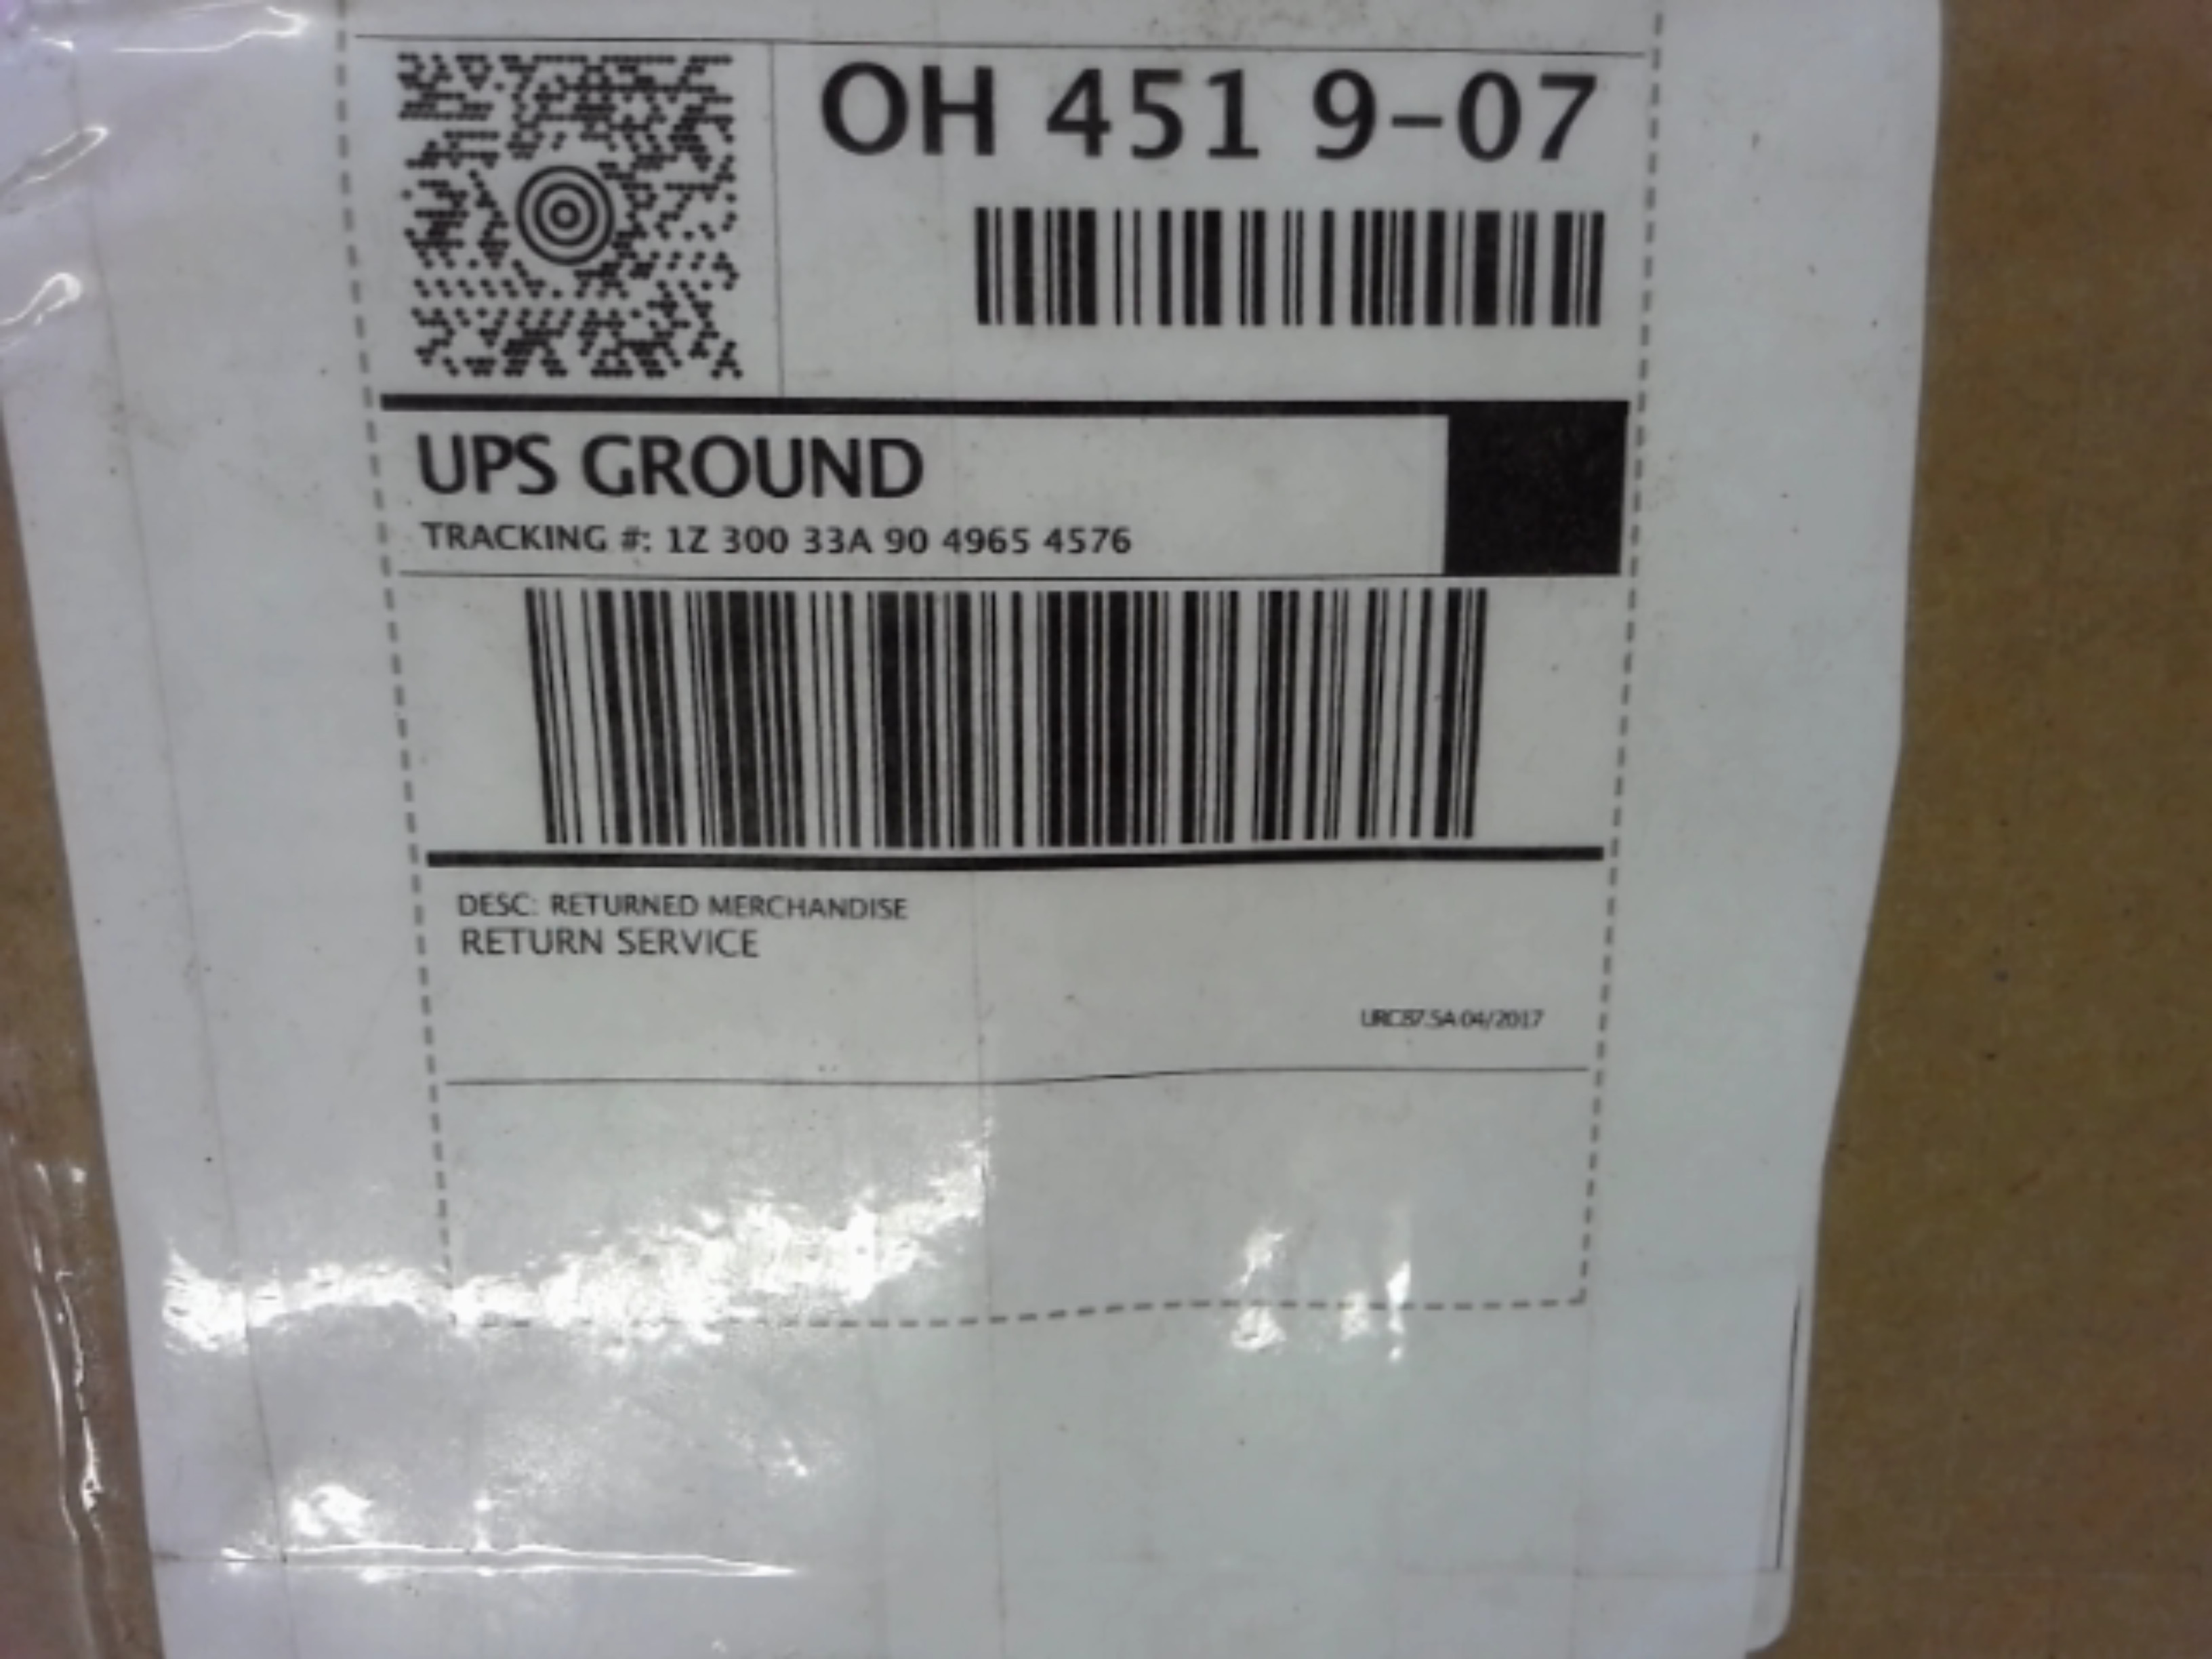 OH 451 9-07
UPS GROUND
TRACKING #: 1Z 300 33A 90 4965 4576
DESC: RETURNED MERCHANDISE
RETURN SERVICE
URC87.5A 04/2017